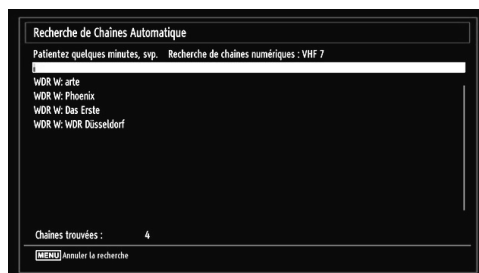 Recherche de Chaînes Automatique
Patientez quelques minutes, svp. Recherche de chaînes numériques : VHF 7
WDR W: arte
WDR W: Phoenix
WDR W: Das Erste
WDR W: WDR Düsseldorf
Chaînes trouvées : 4
MENU Annuler la recherche